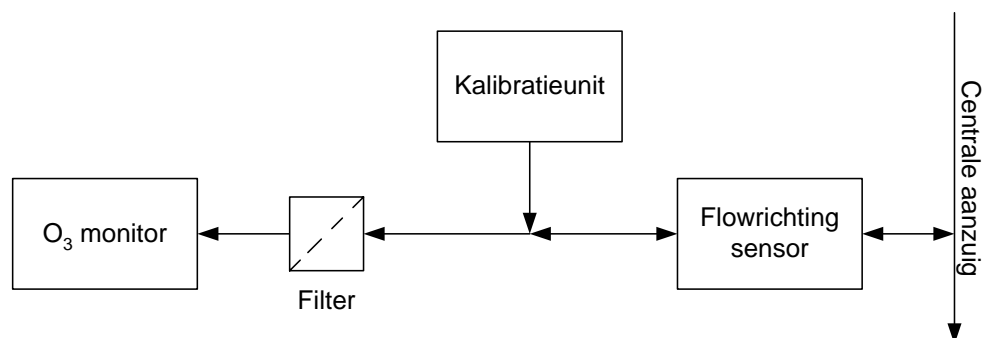 Kalibratieunit
O₃ monitor
Filter
Flowrichting
sensor
Centrale aanzuig